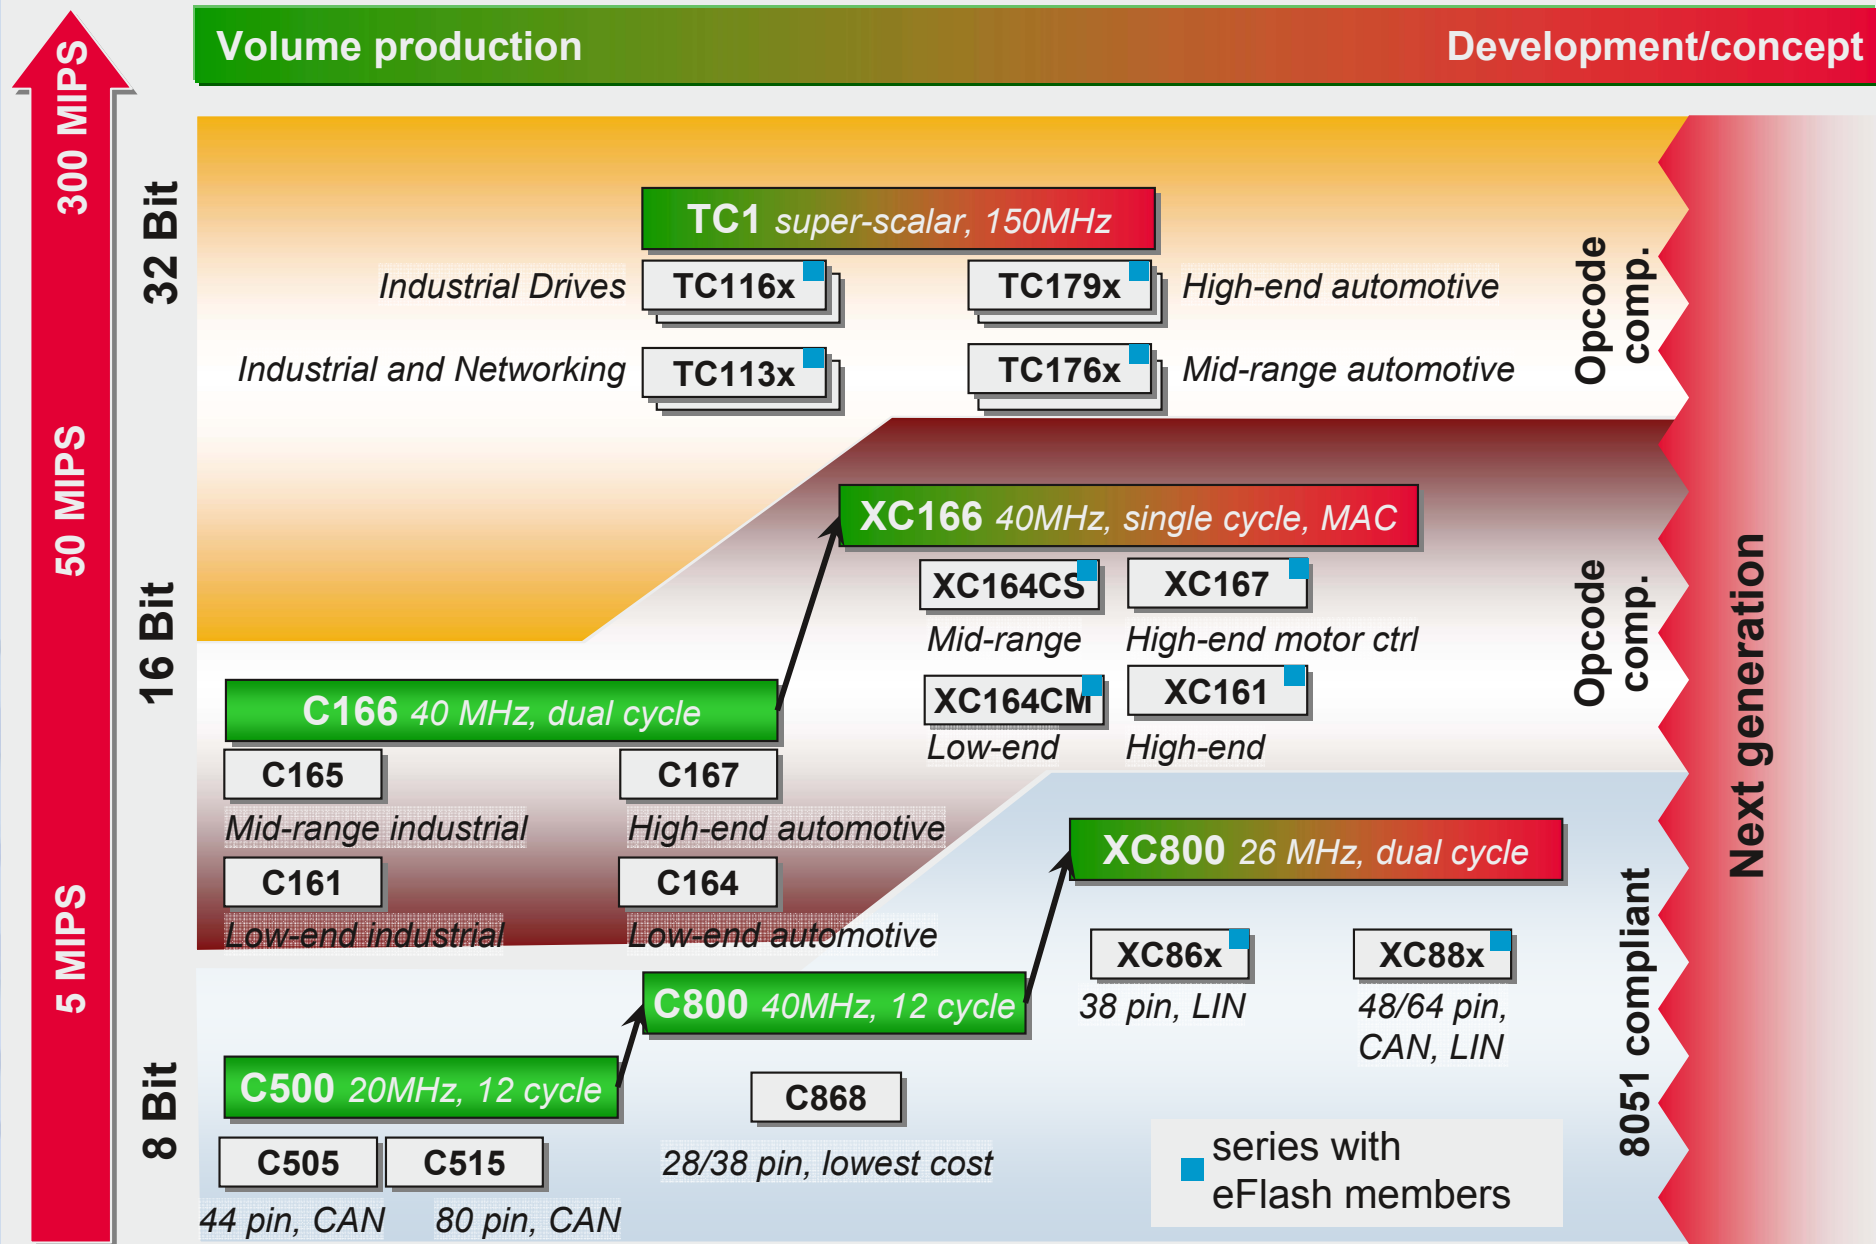 Volume production
Development/concept
300 MIPS
50 MIPS
5 MIPS
32 Bit
TC1 super-scalar, 150MHz
Industrial Drives
TC116x
TC179x
High-end automotive
Industrial and Networking
TC113x
TC176x
Mid-range automotive
Opcode
comp.
16 Bit
XC166 40MHz, single cycle, MAC
XC164CS
XC167
Mid-range
High-end motor ctrl
XC164CM
XC161
Low-end
High-end
Opcode
comp.
C166 40 MHz, dual cycle
C165
C167
Mid-range industrial
High-end automotive
C161
C164
Low-end industrial
Low-end automotive
8 Bit
XC800 26 MHz, dual cycle
XC86x
XC88x
38 pin, LIN
48/64 pin,
CAN, LIN
C800 40MHz, 12 cycle
C868
28/38 pin, lowest cost
C500 20MHz, 12 cycle
C505
C515
44 pin, CAN
80 pin, CAN
8051 compliant
series with
eFlash members
Next generation